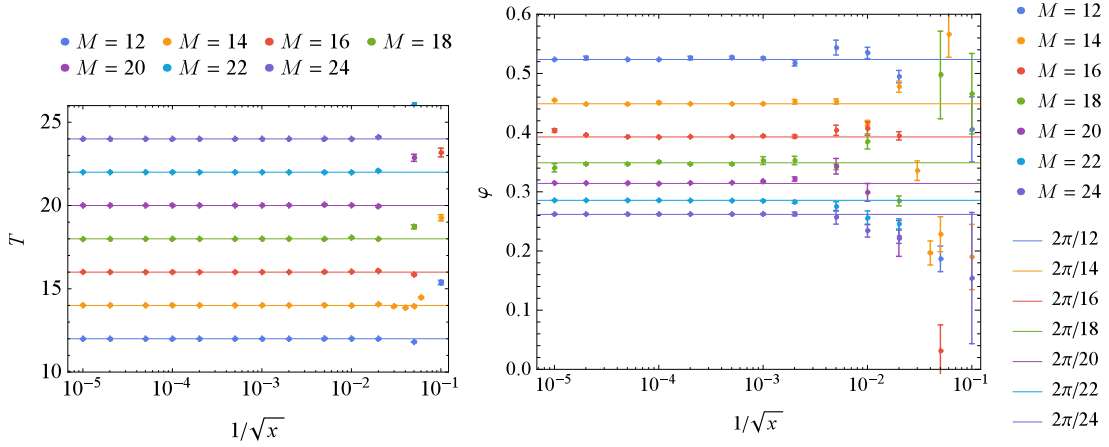 M = 12 M = 14 M = 16 M = 18
M = 20 M = 22 M = 24
T
25
20
15
10
10⁻⁵ 10⁻⁴ 10⁻³ 10⁻² 10⁻¹
1/√x
φ
0.6
0.5
0.4
0.3
0.2
0.1
0.0
10⁻⁵ 10⁻⁴ 10⁻³ 10⁻² 10⁻¹
1/√x
M = 12
M = 14
M = 16
M = 18
M = 20
M = 22
M = 24
2π/12
2π/14
2π/16
2π/18
2π/20
2π/22
2π/24